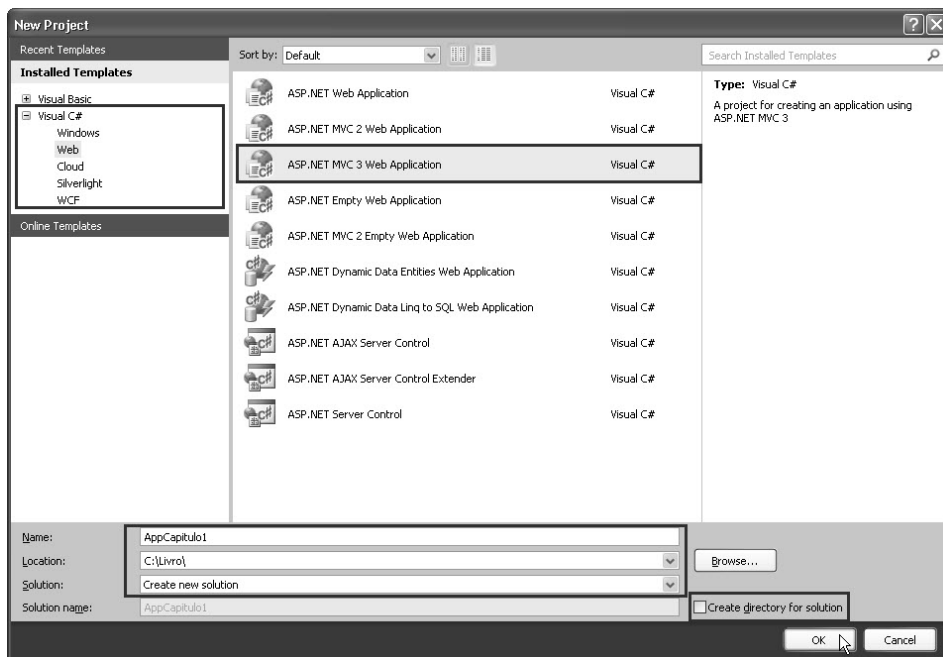 New Project
Recent Templates
Installed Templates
Visual Basic
Visual C#
Windows
Web
Cloud
Silverlight
WCF
Online Templates
Sort by: Default
ASP.NET Web Application Visual C#
ASP.NET MVC 2 Web Application Visual C#
ASP.NET MVC 3 Web Application Visual C#
ASP.NET Empty Web Application Visual C#
ASP.NET MVC 2 Empty Web Application Visual C#
ASP.NET Dynamic Data Entities Web Application Visual C#
ASP.NET Dynamic Data Linq to SQL Web Application Visual C#
ASP.NET AJAX Server Control Visual C#
ASP.NET AJAX Server Control Extender Visual C#
ASP.NET Server Control Visual C#
Search Installed Templates
Type: Visual C#
A project for creating an application using
ASP.NET MVC 3
Name: AppCapitulo1
Location: C:\Livro\ Browse...
Solution: Create new solution
Solution name: AppCapitulo1 Create directory for solution
OK Cancel